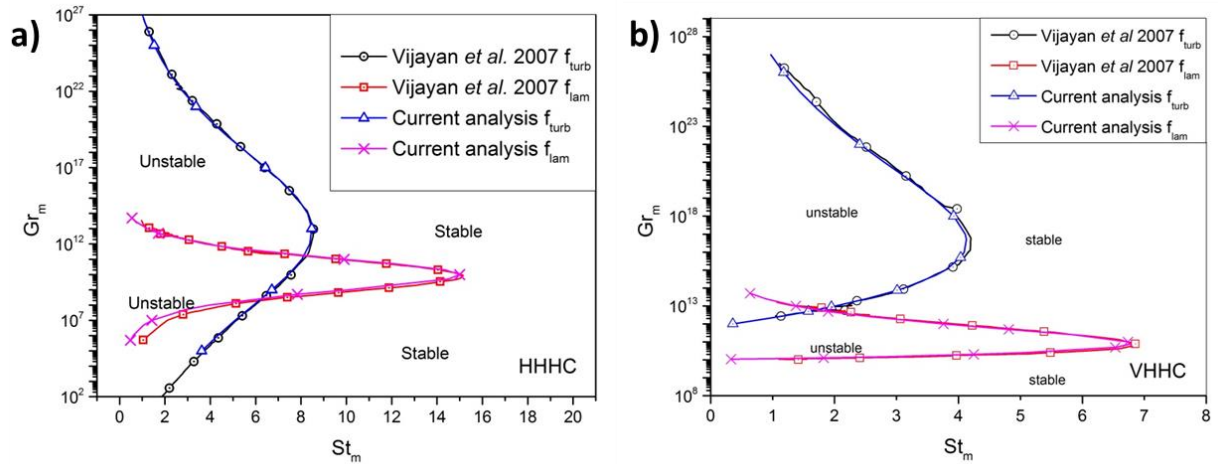 a)
10^27
10^22
10^17
10^12
10^7
10^2
Gr_m
0 2 4 6 8 10 12 14 16 18 20
St_m
Vijayan et al. 2007 f_turb
Vijayan et al. 2007 f_lam
Current analysis f_turb
Current analysis f_lam
Unstable
Stable
Unstable
Stable
HHHC
b)
10^28
10^23
10^18
10^13
10^8
Gr_m
0 1 2 3 4 5 6 7 8
St_m
Vijayan et al. 2007 f_turb
Vijayan et al 2007 f_lam
Current analysis f_turb
Current analysis f_lam
unstable
stable
unstable
stable
VHHC